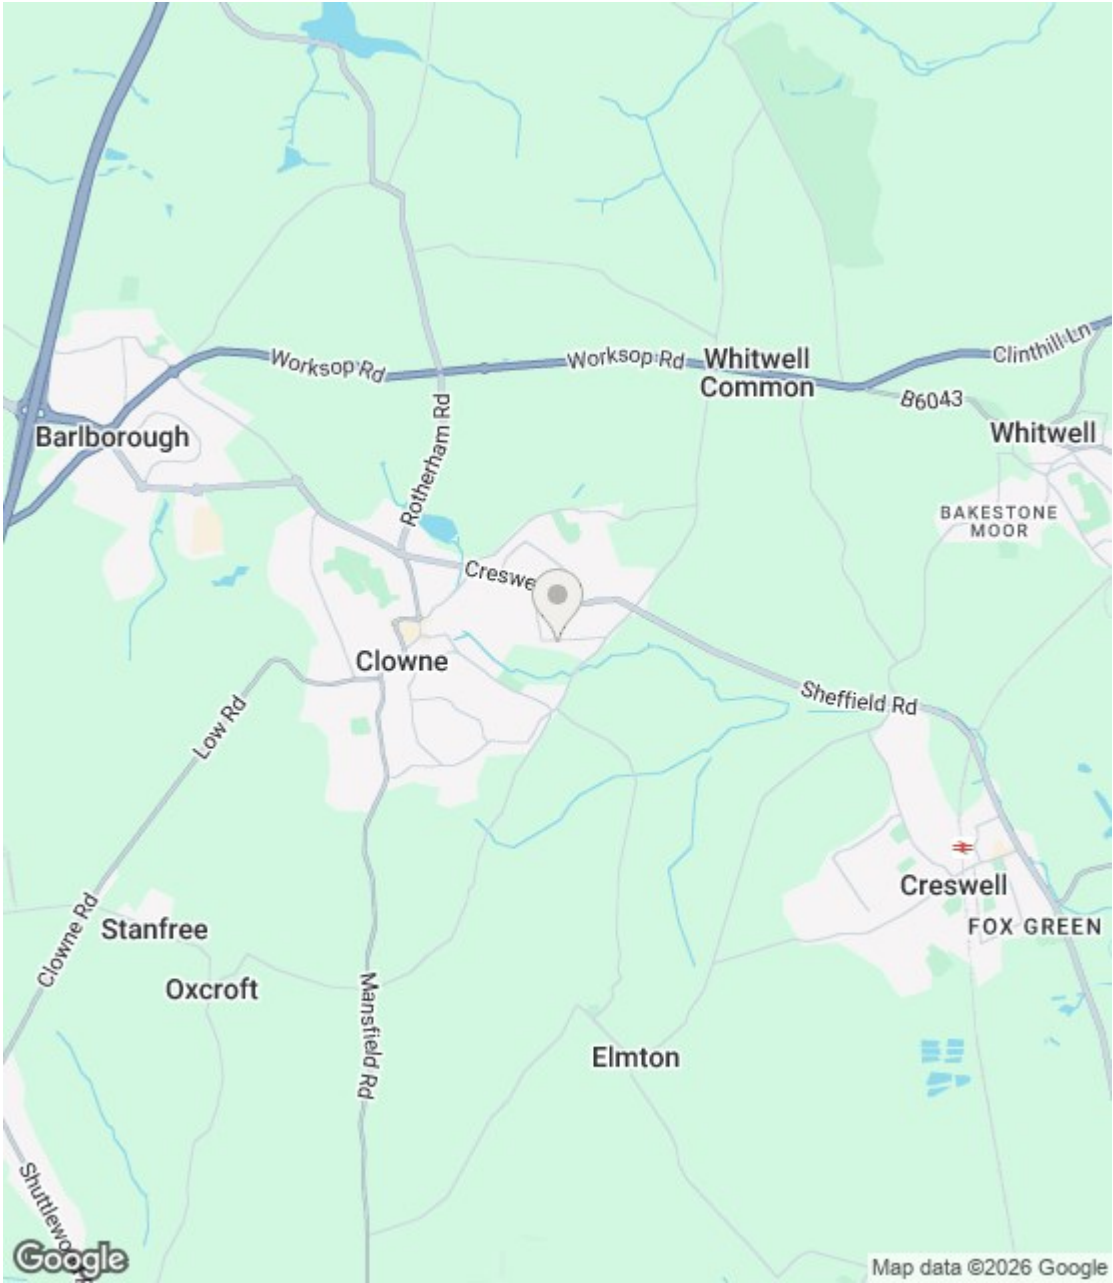 Worksop Rd
Worksop Rd
Whitwell
Common
Clinthill Ln
B6043
Barlborough
Rotherham Rd
Whitwell
BAKESTONE
MOOR
Creswe
Clowne
Low Rd
Sheffield Rd
Creswell
FOX GREEN
Clowne Rd
Stanfree
Oxcroft
Mansfield Rd
Elmton
Google
Map data ©2026 Google